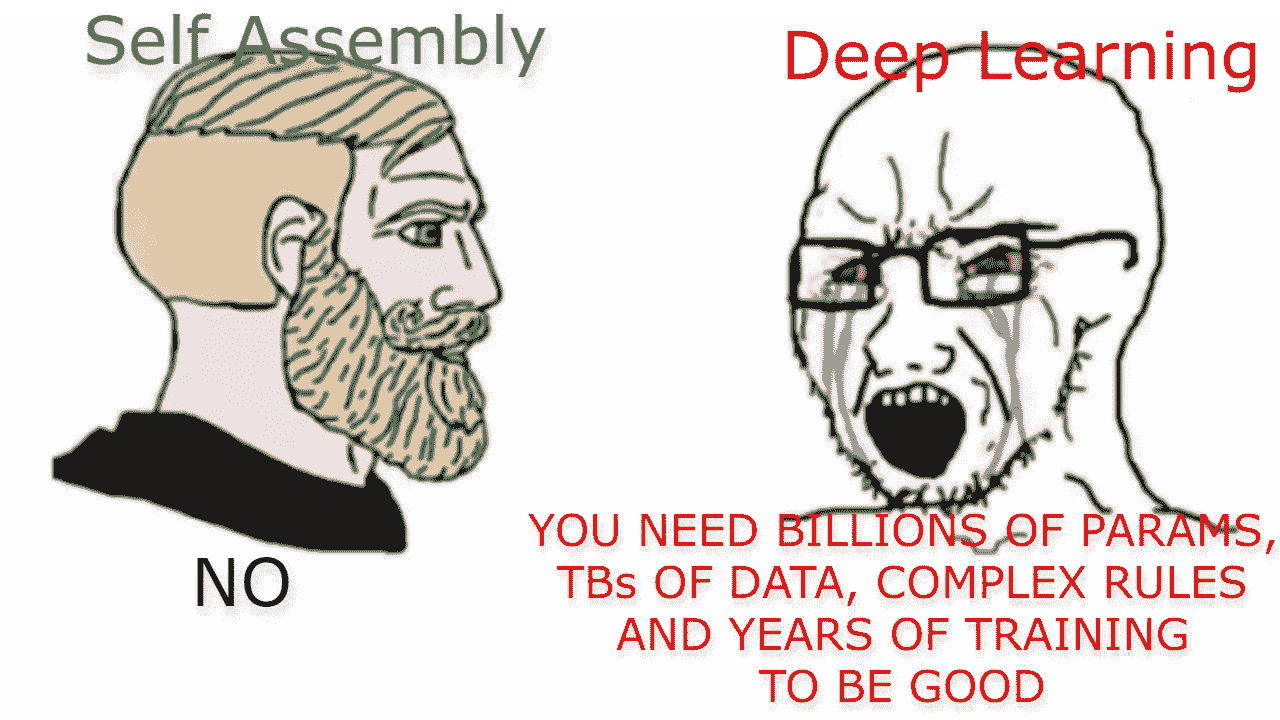 Self Assembly
Deep Learning
NO
YOU NEED BILLIONS OF PARAMS,
TBs OF DATA, COMPLEX RULES
AND YEARS OF TRAINING
TO BE GOOD